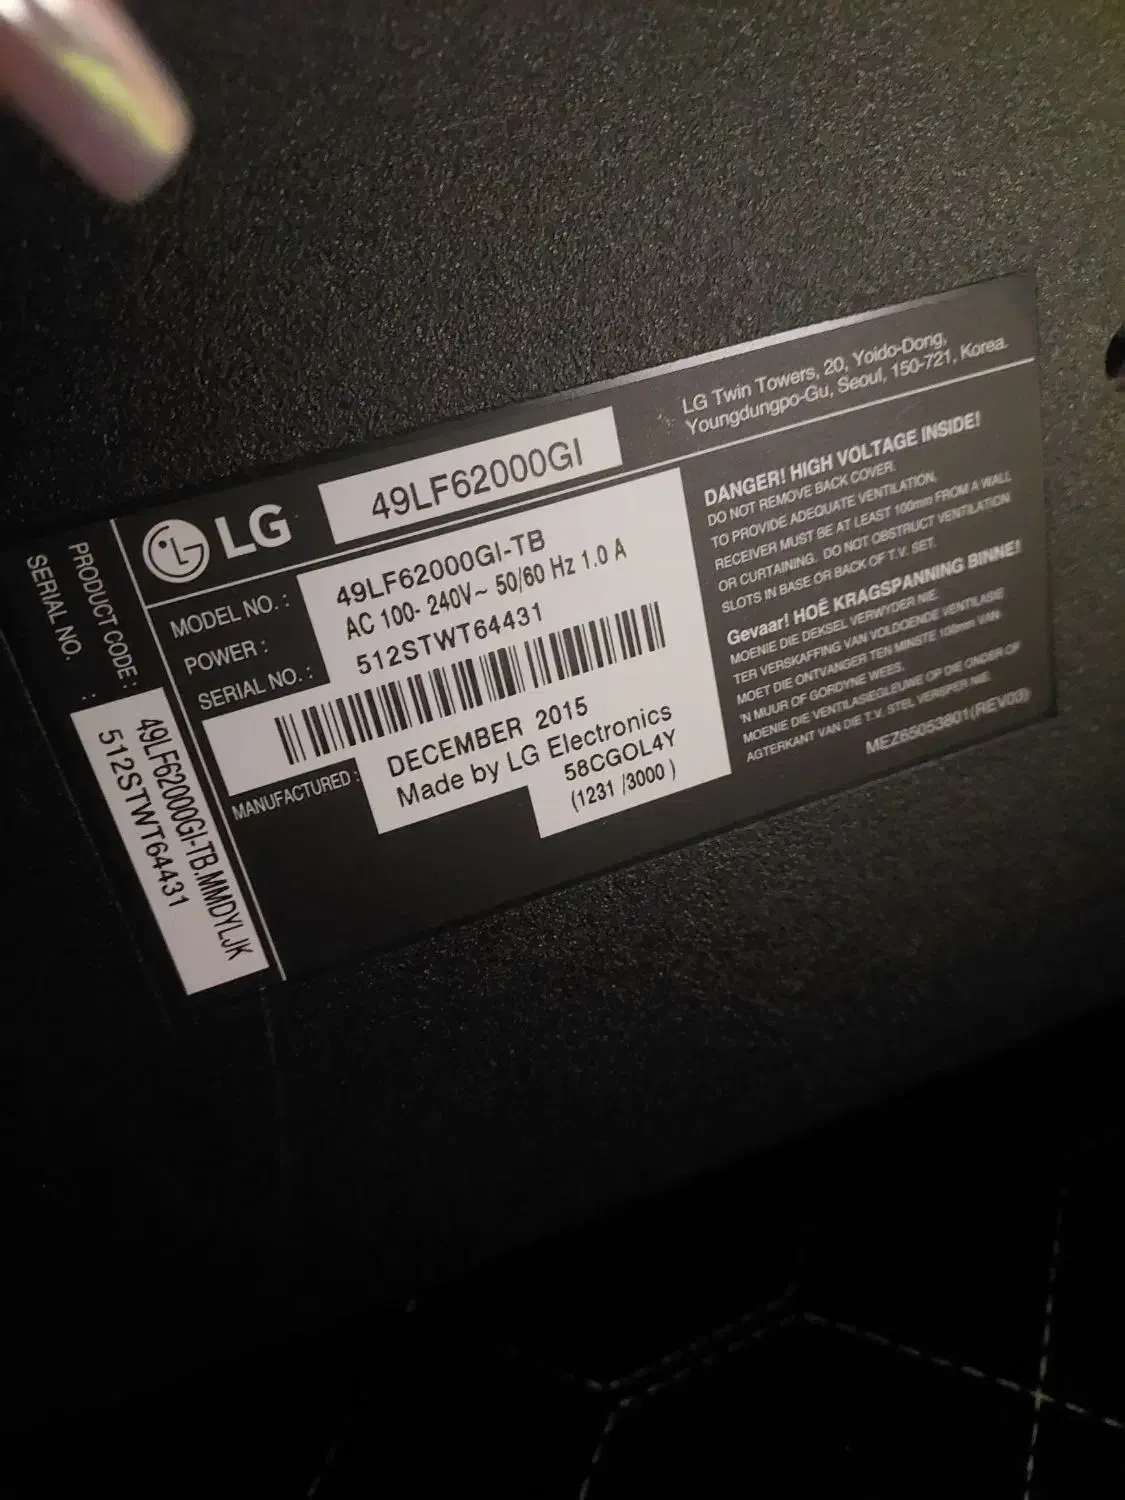 LG
49LF62000GI
LG Twin Towers, 20, Yoido-Dong,
Youngdungpo-Gu, Seoul, 150-721, Korea.
MODEL NO. : 49LF62000GI-TB
POWER : AC 100- 240V~ 50/60 Hz 1.0 A
SERIAL NO. : 512STWT64431
MANUFACTURED : DECEMBER 2015
Made by LG Electronics
58CGOL4Y
(1231 /3000 )
DANGER! HIGH VOLTAGE INSIDE!
DO NOT REMOVE BACK COVER.
TO PROVIDE ADEQUATE VENTILATION,
RECEIVER MUST BE AT LEAST 100mm FROM A WALL
OR CURTAINING. DO NOT OBSTRUCT VENTILATION
SLOTS IN BASE OR BACK OF T.V. SET.
Gevaar! HOË KRAGSPANNING BINNE!
MOENIE DIE DEKSEL VERWYDER NIE.
TER VERSKAFFING VAN VOLDOENDE VENTILASIE
MOET DIE ONTVANGER TEN MINSTE 100mm VAN
'N MUUR OF GORDYNE WEES.
MOENIE DIE VENTILASIEGLEUWE OP DIE ONDER OF
AGTERKANT VAN DIE T.V. STEL VERSPER NIE.
MEZ65053801(REV03)
PRODUCT CODE : 49LF62000GI-TB.MMDYLJK
SERIAL NO. : 512STWT64431